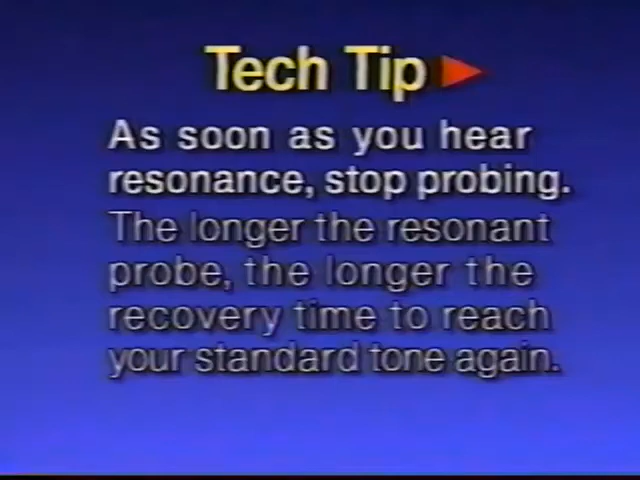 Tech Tip
As soon as you hear
resonance, stop probing.
The longer the resonant
probe, the longer the
recovery time to reach
your standard tone again.